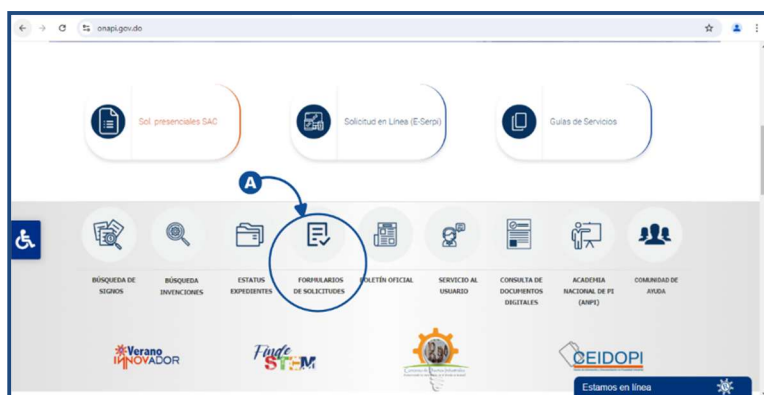 onapi.gov.do
Sol. presenciales SAC
Solicitud en Línea (E-Serpi)
Guías de Servicios
A
BÚSQUEDA DE
SIGNOS
BÚSQUEDA
INVENCIONES
ESTATUS
EXPEDIENTES
FORMULARIOS
DE SOLICITUDES
BOLETÍN OFICIAL
SERVICIO AL
USUARIO
CONSULTA DE
DOCUMENTOS
DIGITALES
ACADEMIA
NACIONAL DE PI
(ANPI)
COMUNIDAD DE
AYUDA
Verano
INNOVADOR
Finde
STEM
CEIDOPI
Estamos en línea